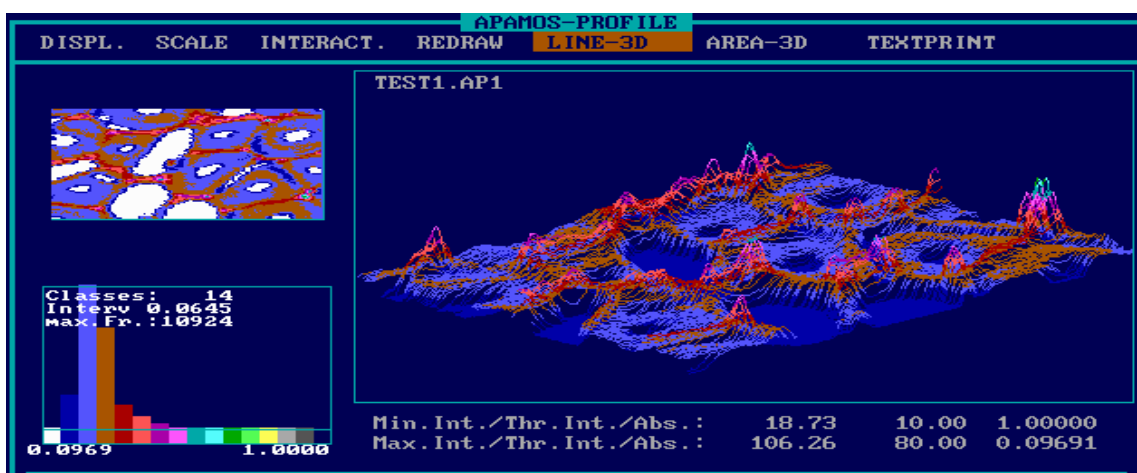 APAMOS-PROFILE
DISPL. SCALE INTERACT. REDRAW LINE-3D AREA-3D TEXTPRINT
TEST1.AP1
Classes: 14
Interv 0.0645
max.Fr.:10924
0.0969 1.0000
Min.Int./Thr.Int./Abs.: 18.73 10.00 1.00000
Max.Int./Thr.Int./Abs.: 106.26 80.00 0.09691